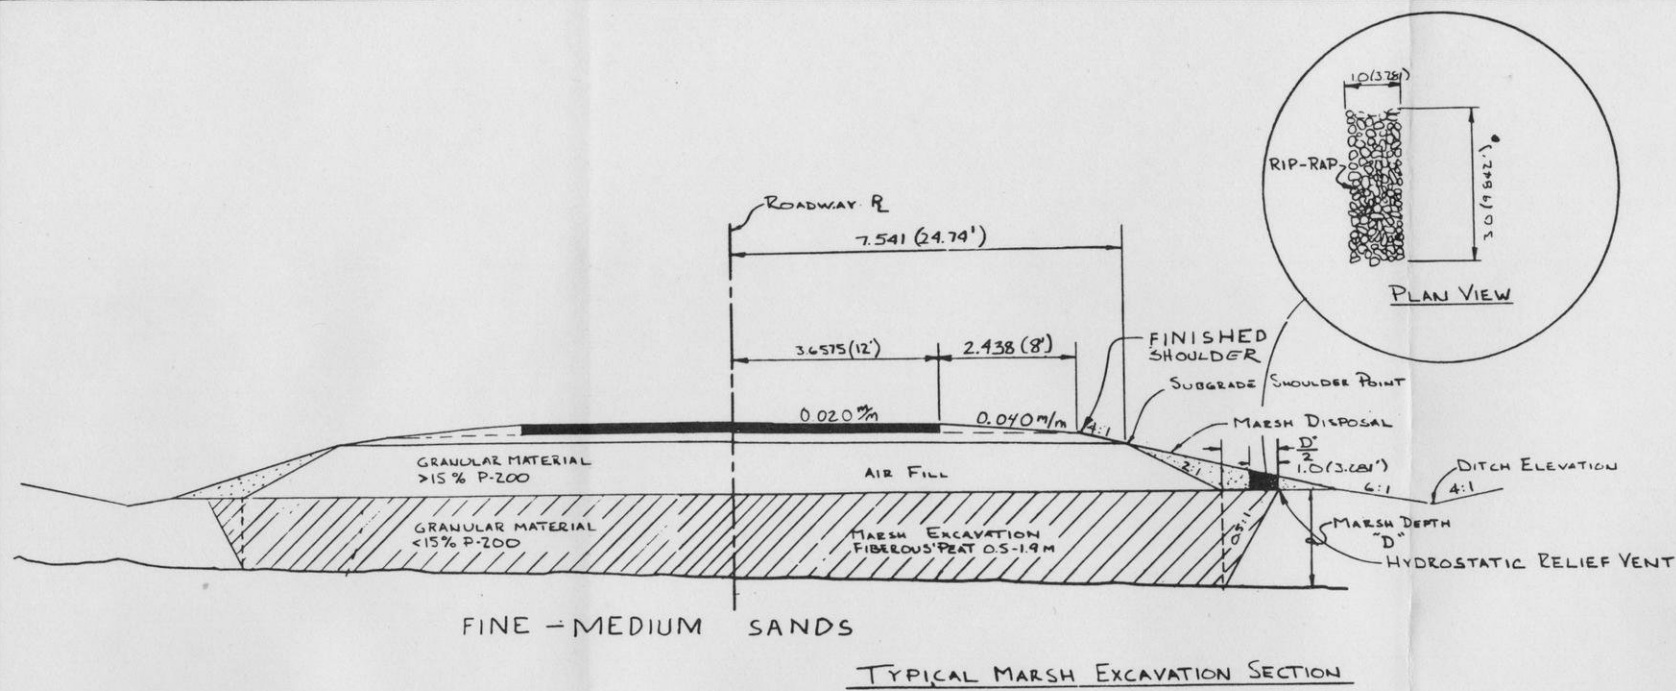 1.0 (3.281)
RIP-RAP
3.0 (9.842')
PLAN VIEW
ROADWAY
7.541 (24.74')
3.6575 (12')
2.438 (8')
FINISHED
SHOULDER
SUBGRADE SHOULDER POINT
0.020 m/m
0.040 m/m
4:1
MARSH DISPOSAL
D"
2
1.0 (3.281')
DITCH ELEVATION
GRANULAR MATERIAL
>15% P-200
AIR FILL
2:1
6:1
4:1
GRANULAR MATERIAL
<15% P-200
MARSH EXCAVATION
FIBEROUS PEAT 0.5-1.9 M
0.5:1
MARSH DEPTH
"D"
HYDROSTATIC RELIEF VENT
FINE - MEDIUM SANDS
TYPICAL MARSH EXCAVATION SECTION